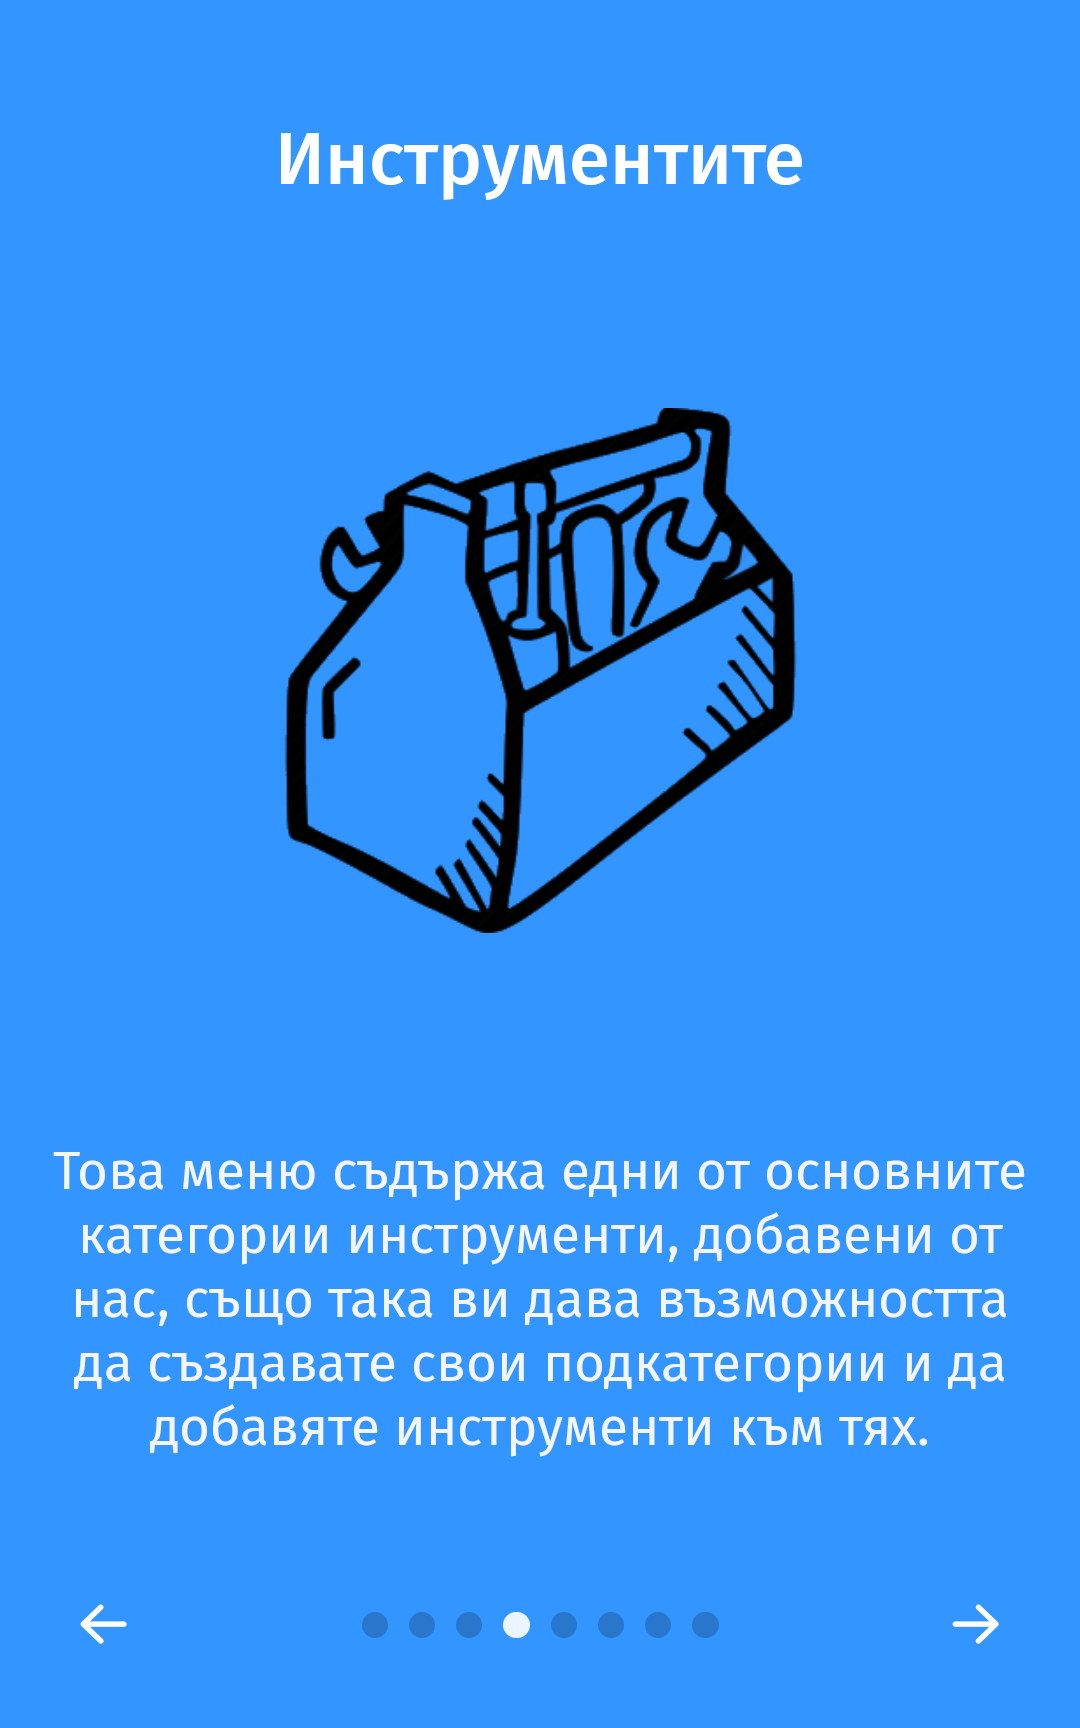 Инструментите
Това меню съдържа едни от основните
категории инструменти, добавени от
нас, също така ви дава възможността
да създавате свои подкатегории и да
добавяте инструменти към тях.